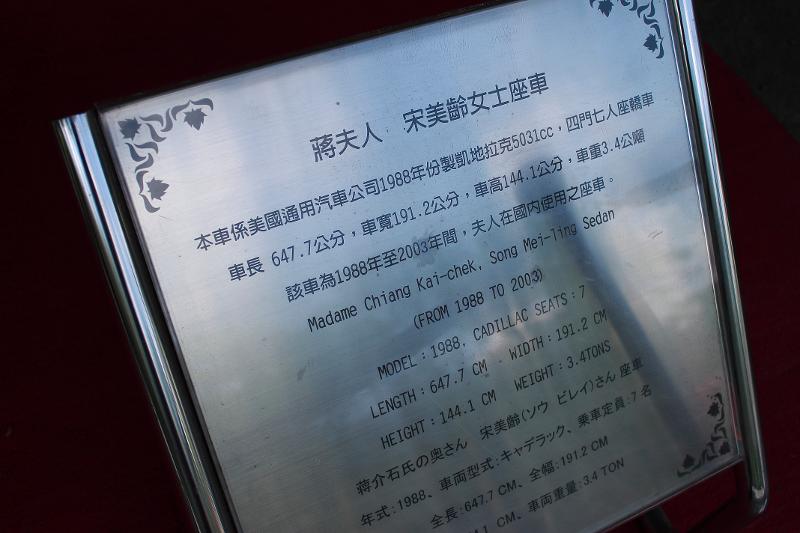 蔣夫人 宋美齡女士座車
本車係美國通用汽車公司1988年份製凱地拉克5031cc，四門七人座轎車
車長 647.7公分，車寬191.2公分，車高144.1公分，車重3.4公噸
該車為1988年至2003年間，夫人在國內使用之座車。
Madame Chiang Kai-chek, Song Mei-ling Sedan
(FROM 1988 TO 2003)
MODEL：1988, CADILLAC SEATS：7
LENGTH：647.7 CM · WIDTH：191.2 CM
HEIGHT：144.1 CM WEIGHT：3.4TONS
蔣介石氏の奥さん 宋美齡(ソウ ビレイ)さん 座車
年式:1988、車両型式:キャデラック、乗車定員:7 名
全長:647.7 CM、全幅:191.2 CM
4.1 CM、車両重量:3.4 TON